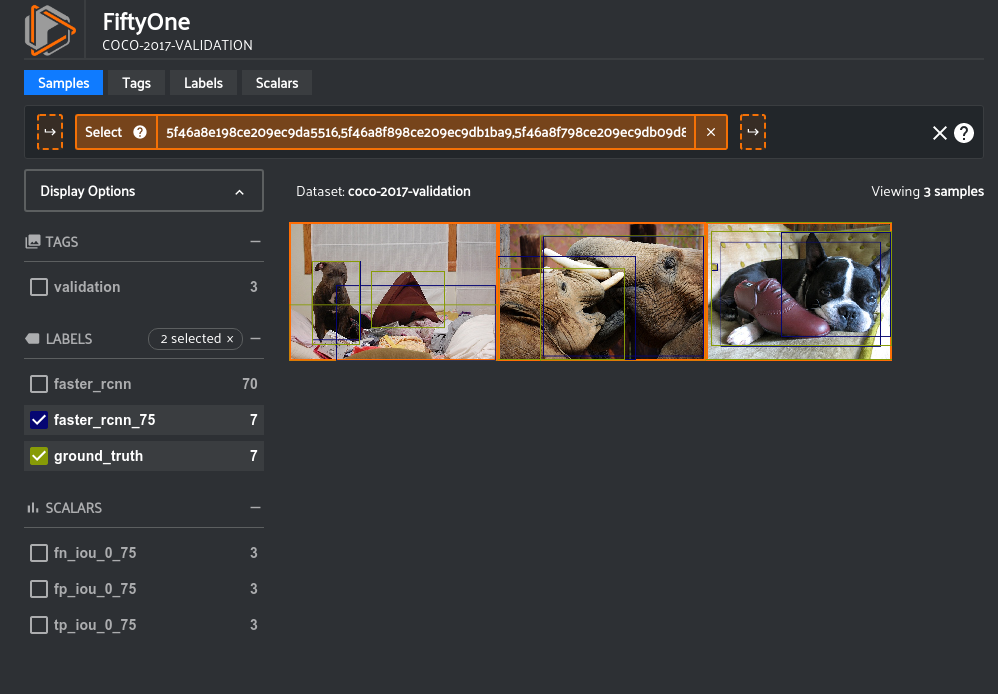 FiftyOne
COCO-2017-VALIDATION
Samples Tags Labels Scalars
Select ? 5f46a8e198ce209ec9da5516,5f46a8f898ce209ec9db1ba9,5f46a8f798ce209ec9db09d8 × × ?
Display Options Dataset: coco-2017-validation Viewing 3 samples
TAGS
validation 3
LABELS 2 selected ×
faster_rcnn 70
faster_rcnn_75 7
ground_truth 7
SCALARS
fn_iou_0_75 3
fp_iou_0_75 3
tp_iou_0_75 3